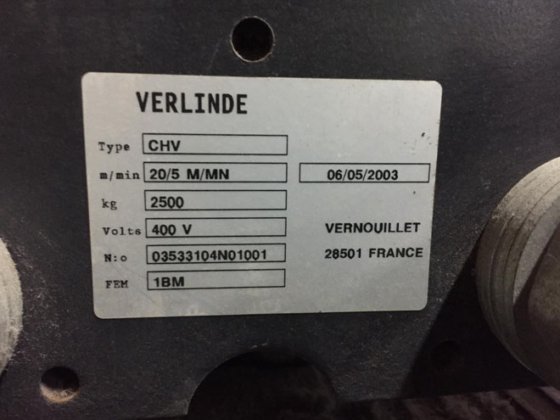 VERLINDE
Type CHV
m/min 20/5 M/MN 06/05/2003
kg 2500
Volts 400 V VERNOUILLET
N:o 03533104N01001 28501 FRANCE
FEM 1BM